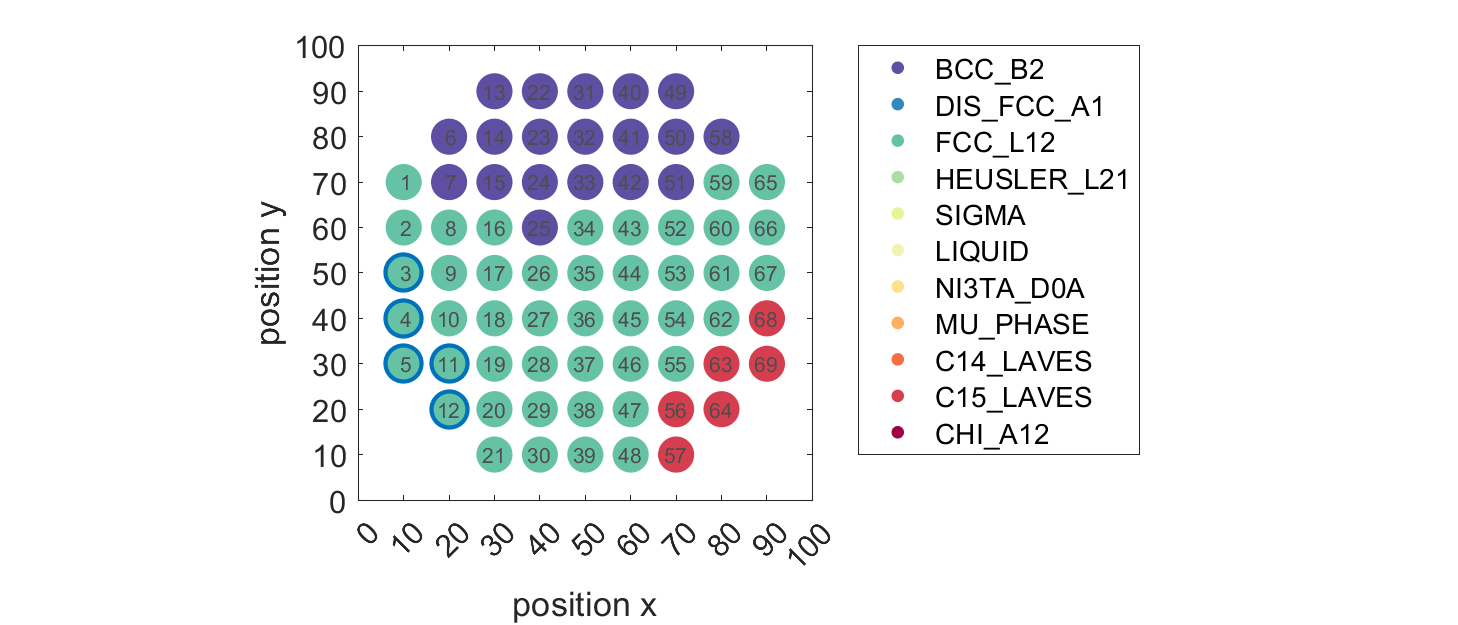 100
90
80
70
60
50
40
30
20
10
0
position y
13 22 31 40 49
6 14 23 32 41 50 58
1 7 15 24 33 42 51 59 65
2 8 16 25 34 43 52 60 66
3 9 17 26 35 44 53 61 67
4 10 18 27 36 45 54 62 68
5 11 19 28 37 46 55 63 69
12 20 29 38 47 56 64
21 30 39 48 57
0 10 20 30 40 50 60 70 80 90 100
position x
BCC_B2
DIS_FCC_A1
FCC_L12
HEUSLER_L21
SIGMA
LIQUID
NI3TA_D0A
MU_PHASE
C14_LAVES
C15_LAVES
CHI_A12